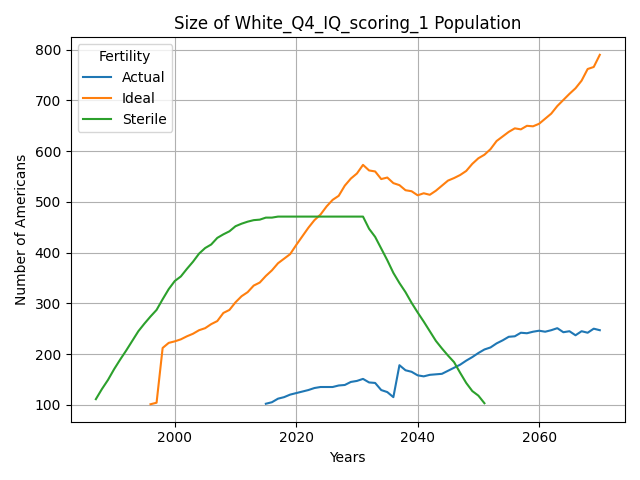 Size of White_Q4_IQ_scoring_1 Population
Number of Americans
800
700
600
500
400
300
200
100
Fertility
Actual
Ideal
Sterile
2000
2020
2040
2060
Years